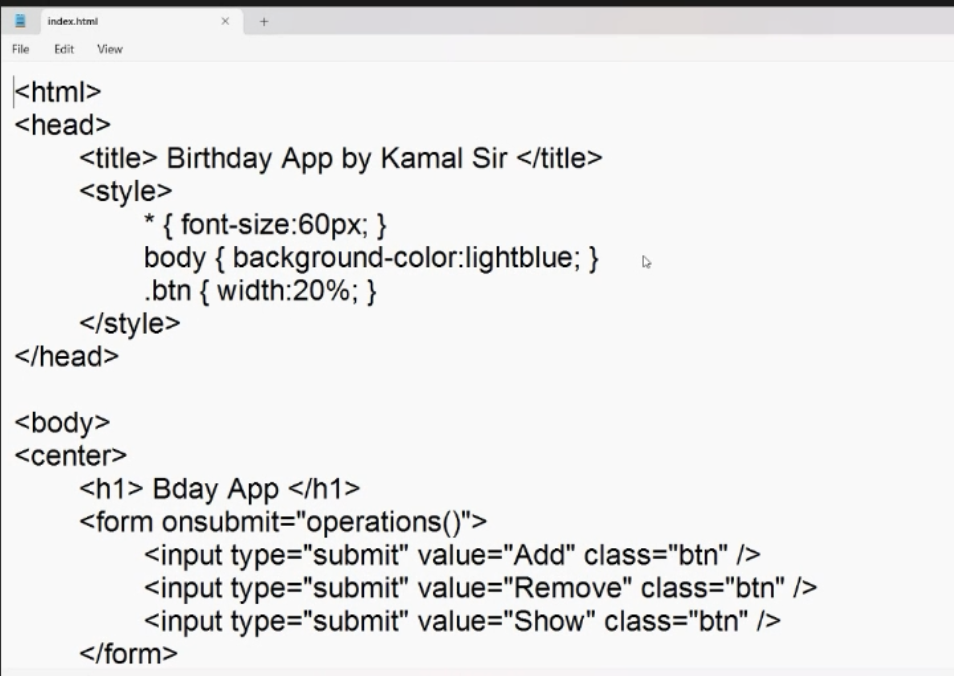 index.html
File Edit View
<html>
<head>
<title> Birthday App by Kamal Sir </title>
<style>
* { font-size:60px; }
body { background-color:lightblue; }
.btn { width:20%; }
</style>
</head>
<body>
<center>
<h1> Bday App </h1>
<form onsubmit="operations()">
<input type="submit" value="Add" class="btn" />
<input type="submit" value="Remove" class="btn" />
<input type="submit" value="Show" class="btn" />
</form>